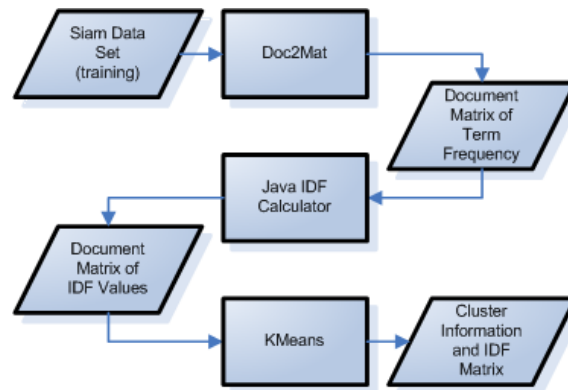 Siam Data
Set
(training)
Doc2Mat
Document
Matrix of
Term
Frequency
Java IDF
Calculator
Document
Matrix of
IDF Values
KMeans
Cluster
Information
and IDF
Matrix